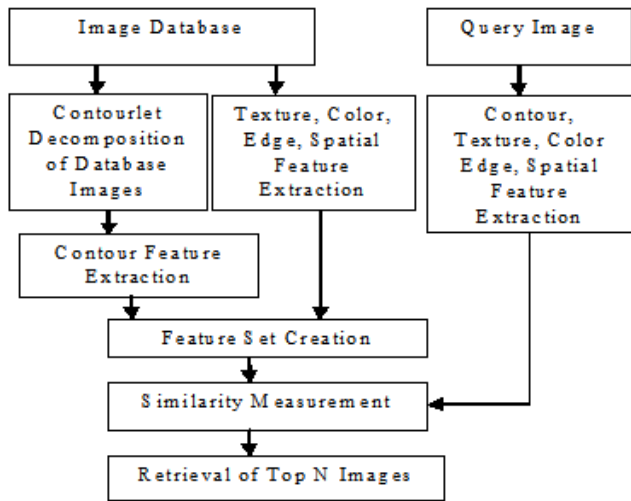 Image Database
Query Image
Contourlet
Decomposition
of Database
Images
Texture, Color,
Edge, Spatial
Feature
Extraction
Contour,
Texture, Color
Edge, Spatial
Feature
Extraction
Contour Feature
Extraction
Feature Set Creation
Similarity Measurement
Retrieval of Top N Images